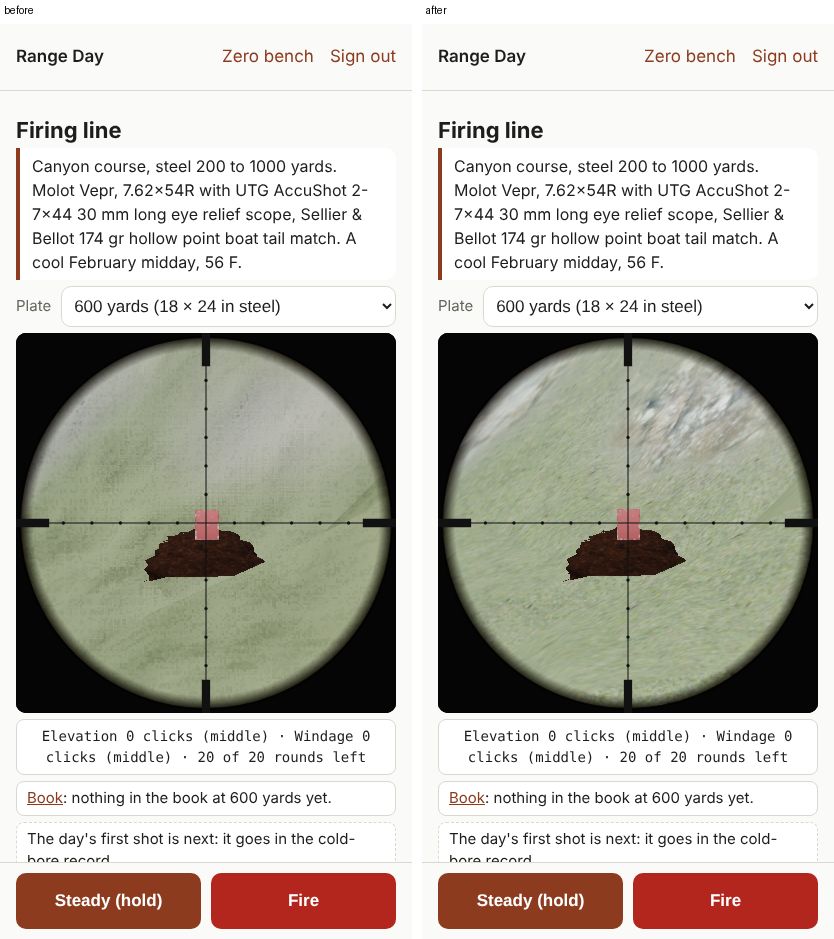 before
Range Day
Zero bench
Sign out
Firing line
Canyon course, steel 200 to 1000 yards.
Molot Vepr, 7.62×54R with UTG AccuShot 2-
7×44 30 mm long eye relief scope, Sellier &
Bellot 174 gr hollow point boat tail match. A
cool February midday, 56 F.
Plate
600 yards (18 × 24 in steel)
Elevation 0 clicks (middle) · Windage 0
clicks (middle) · 20 of 20 rounds left
Book: nothing in the book at 600 yards yet.
The day's first shot is next: it goes in the cold-
bore record
Steady (hold)
Fire
after
Range Day
Zero bench
Sign out
Firing line
Canyon course, steel 200 to 1000 yards.
Molot Vepr, 7.62×54R with UTG AccuShot 2-
7×44 30 mm long eye relief scope, Sellier &
Bellot 174 gr hollow point boat tail match. A
cool February midday, 56 F.
Plate
600 yards (18 × 24 in steel)
Elevation 0 clicks (middle) · Windage 0
clicks (middle) · 20 of 20 rounds left
Book: nothing in the book at 600 yards yet.
The day's first shot is next: it goes in the cold-
bore record
Steady (hold)
Fire